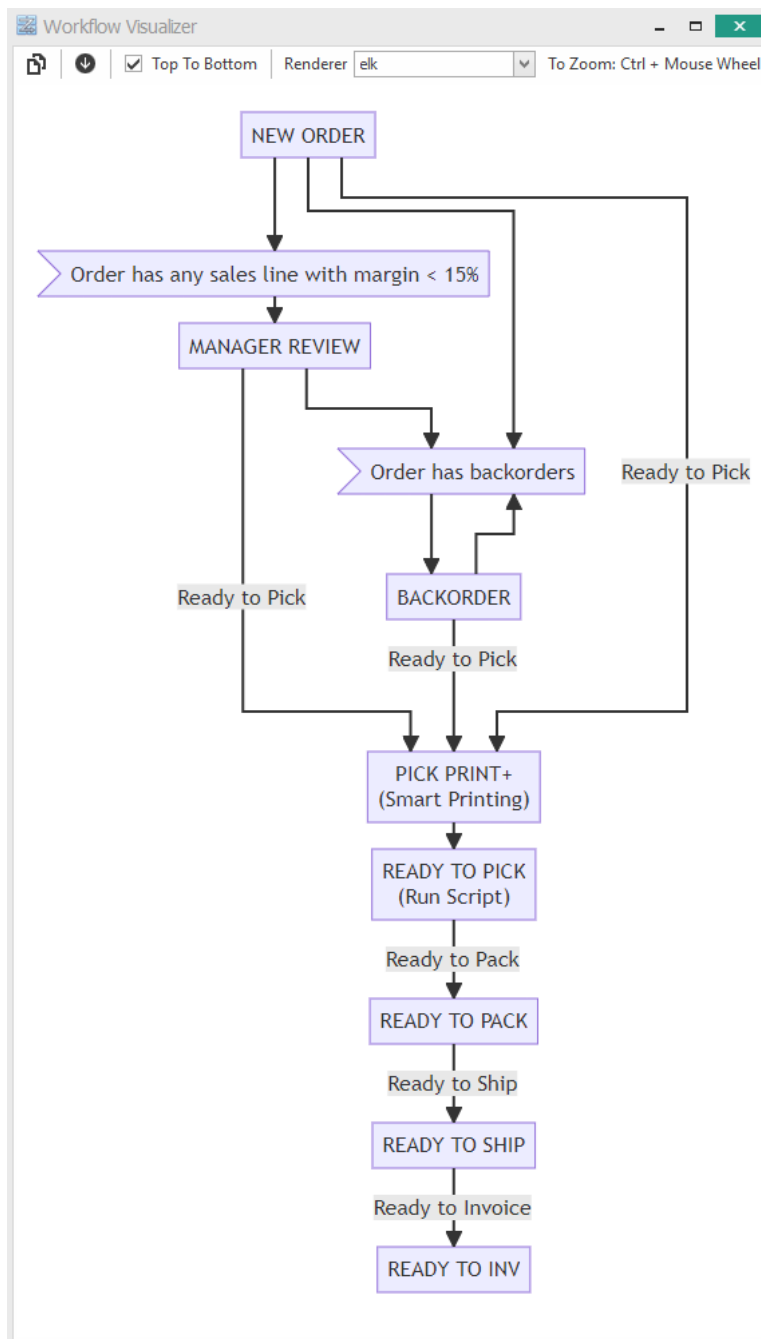 Workflow Visualizer
Top To Bottom
Renderer
elk
To Zoom: Ctrl + Mouse Wheel
NEW ORDER
Order has any sales line with margin < 15%
MANAGER REVIEW
Order has backorders
Ready to Pick
BACKORDER
Ready to Pick
Ready to Pick
PICK PRINT+
(Smart Printing)
READY TO PICK
(Run Script)
Ready to Pack
READY TO PACK
Ready to Ship
READY TO SHIP
Ready to Invoice
READY TO INV